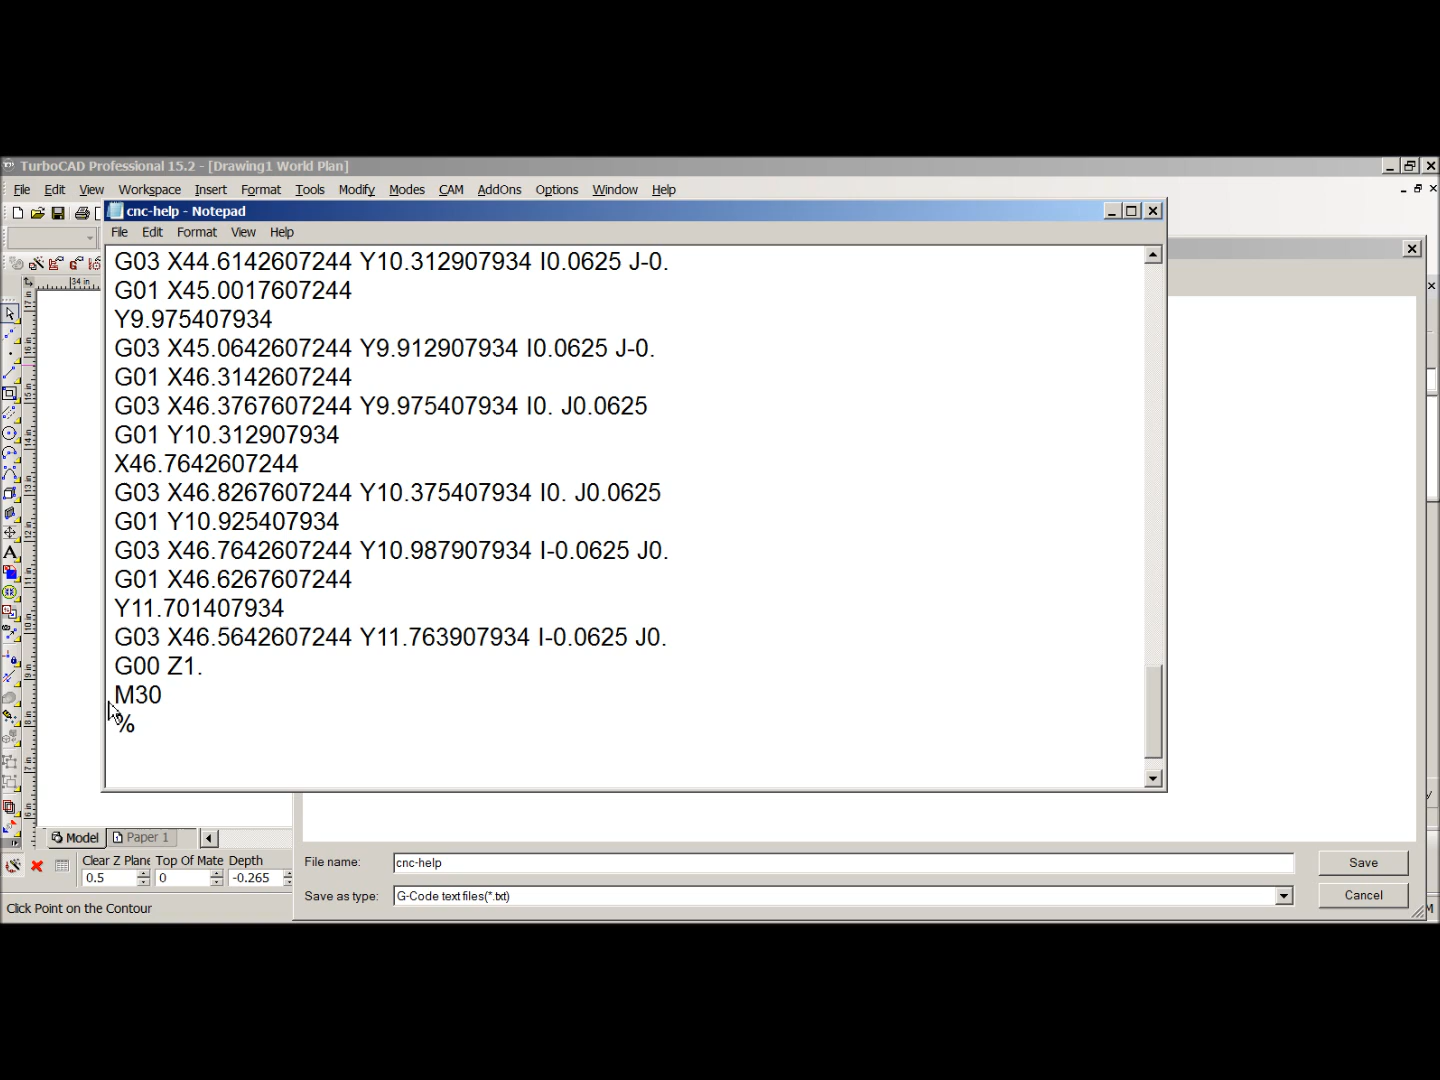 TurboCAD Professional 15.2 - [Drawing1 World Plan]
File Edit View Workspace Insert Format Tools Modify Modes CAM AddOns Options Window Help
cnc-help - Notepad
File Edit Format View Help
G03 X44.6142607244 Y10.312907934 I0.0625 J-0.
G01 X45.0017607244
Y9.975407934
G03 X45.0642607244 Y9.912907934 I0.0625 J-0.
G01 X46.3142607244
G03 X46.3767607244 Y9.975407934 I0. J0.0625
G01 Y10.312907934
X46.7642607244
G03 X46.8267607244 Y10.375407934 I0. J0.0625
G01 Y10.925407934
G03 X46.7642607244 Y10.987907934 I-0.0625 J0.
G01 X46.6267607244
Y11.701407934
G03 X46.5642607244 Y11.763907934 I-0.0625 J0.
G00 Z1.
M30
%
34 in
Model Paper 1
Clear Z Plane Top Of Mate Depth
0.5 0 -0.265
Click Point on the Contour
File name: cnc-help Save
Save as type: G-Code text files(*.txt) Cancel